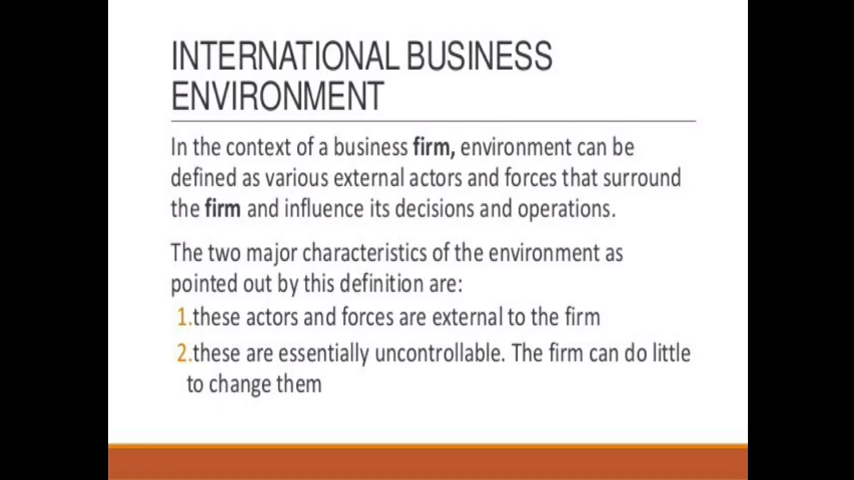 INTERNATIONAL BUSINESS
ENVIRONMENT
In the context of a business firm, environment can be
defined as various external actors and forces that surround
the firm and influence its decisions and operations.
The two major characteristics of the environment as
pointed out by this definition are:
1.these actors and forces are external to the firm
2.these are essentially uncontrollable. The firm can do little
to change them